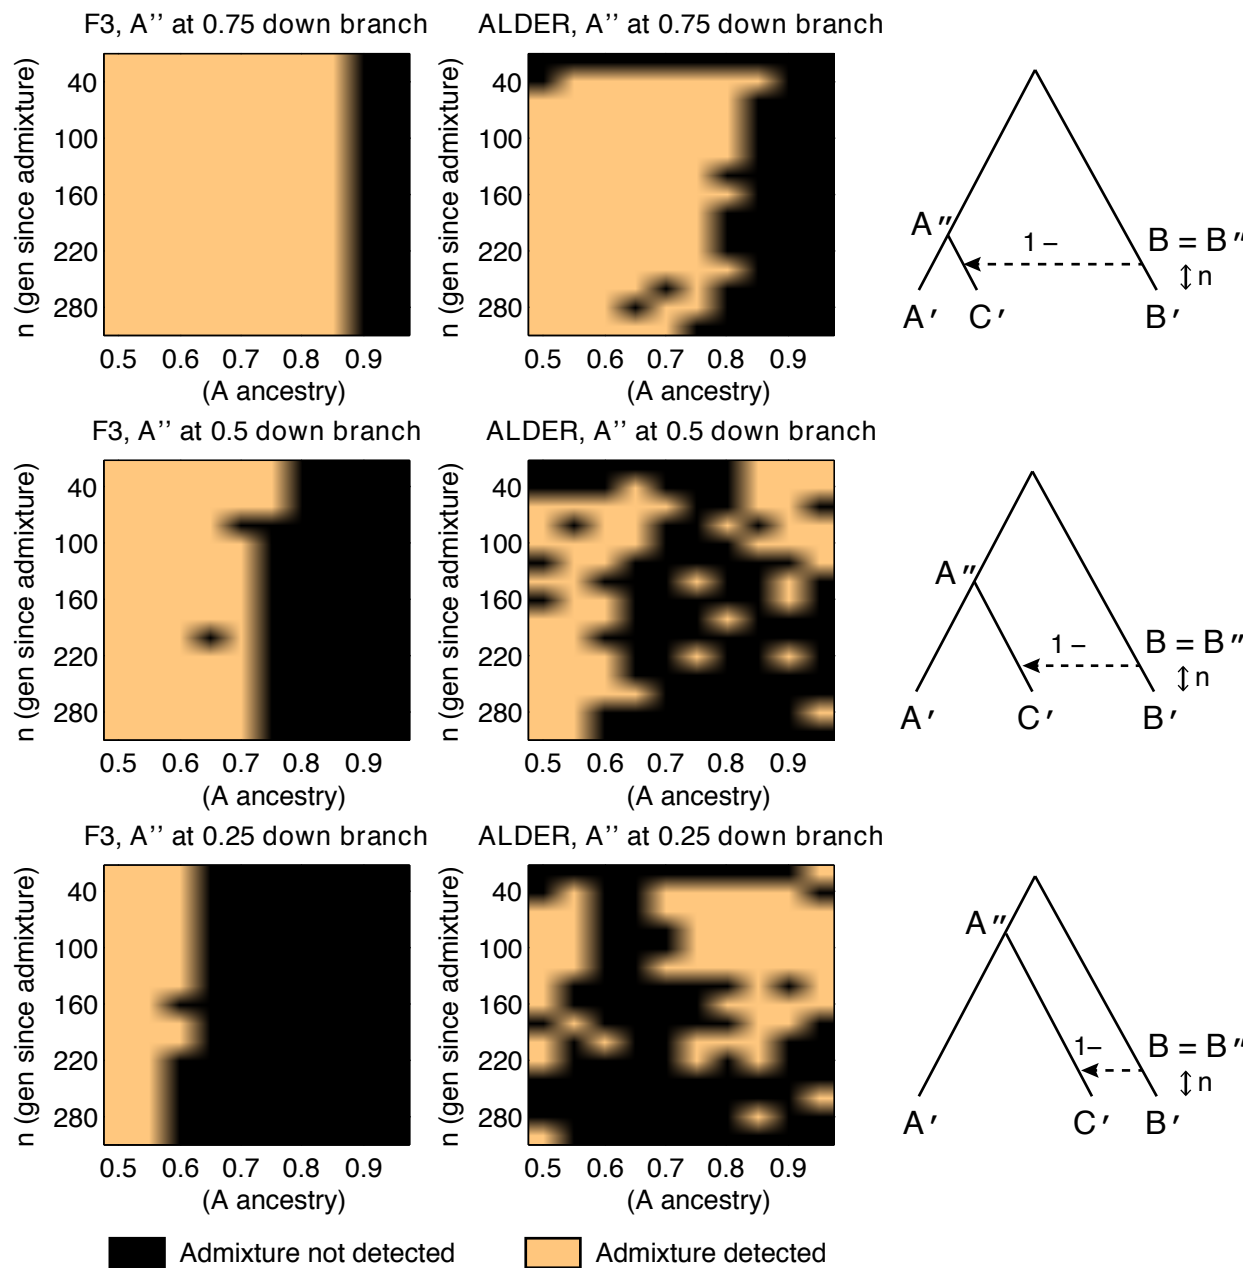 F3, A'' at 0.75 down branch
ALDER, A'' at 0.75 down branch
n (gen since admixture)
40
100
160
220
280
0.5 0.6 0.7 0.8 0.9
(A ancestry)
n (gen since admixture)
40
100
160
220
280
0.5 0.6 0.7 0.8 0.9
(A ancestry)
A″
1 –
B = B″
n
A′ C′ B′
F3, A'' at 0.5 down branch
ALDER, A'' at 0.5 down branch
n (gen since admixture)
40
100
160
220
280
0.5 0.6 0.7 0.8 0.9
(A ancestry)
n (gen since admixture)
40
100
160
220
280
0.5 0.6 0.7 0.8 0.9
(A ancestry)
A″
1 –
B = B″
n
A′ C′ B′
F3, A'' at 0.25 down branch
ALDER, A'' at 0.25 down branch
n (gen since admixture)
40
100
160
220
280
0.5 0.6 0.7 0.8 0.9
(A ancestry)
n (gen since admixture)
40
100
160
220
280
0.5 0.6 0.7 0.8 0.9
(A ancestry)
A″
1–
B = B″
n
A′ C′ B′
Admixture not detected
Admixture detected